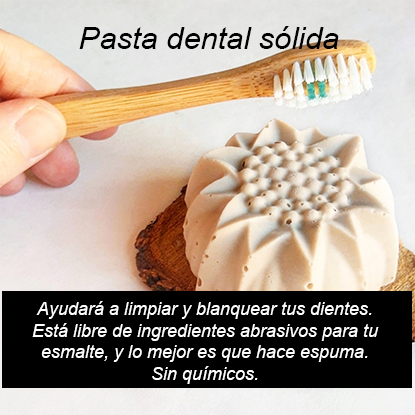 Pasta dental sólida
Ayudará a limpiar y blanquear tus dientes.
Está libre de ingredientes abrasivos para tu
esmalte, y lo mejor es que hace espuma.
Sin químicos.